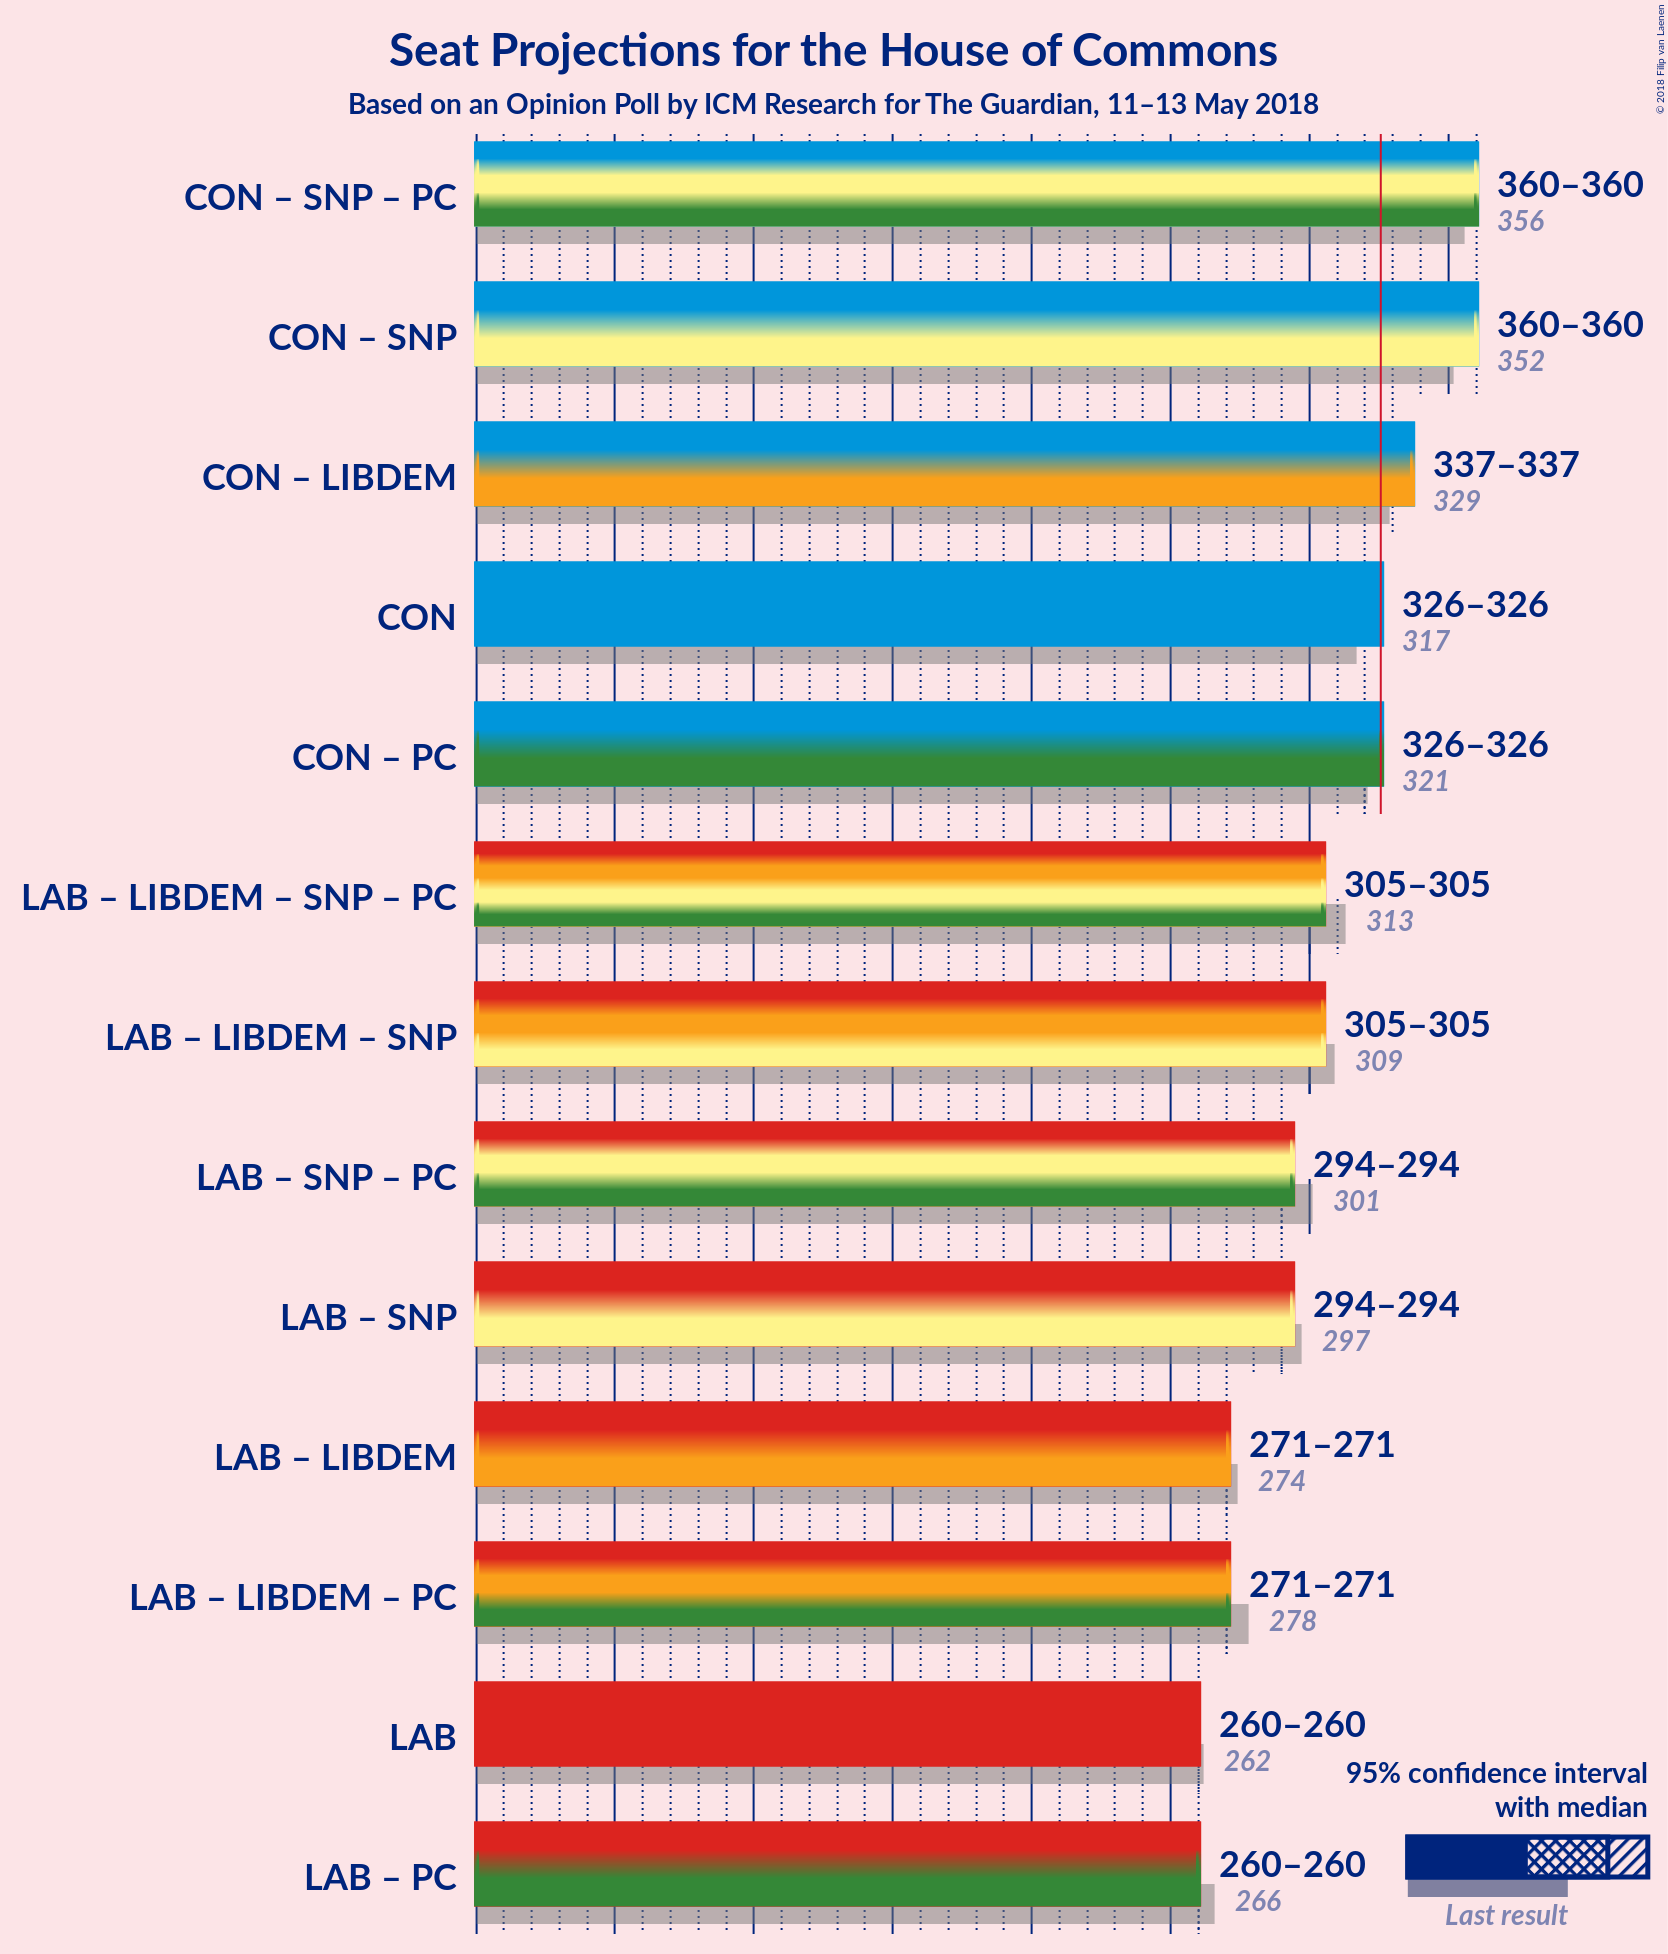 Seat Projections for the House of Commons
Based on an Opinion Poll by ICM Research for The Guardian, 11–13 May 2018
© 2018 Filip van Laenen
CON – SNP – PC
360–360
356
CON – SNP
360–360
352
CON – LIBDEM
337–337
329
CON
326–326
317
CON – PC
326–326
321
LAB – LIBDEM – SNP – PC
305–305
313
LAB – LIBDEM – SNP
305–305
309
LAB – SNP – PC
294–294
301
LAB – SNP
294–294
297
LAB – LIBDEM
271–271
274
LAB – LIBDEM – PC
271–271
278
LAB
260–260
262
LAB – PC
260–260
266
95% confidence interval
with median
Last result